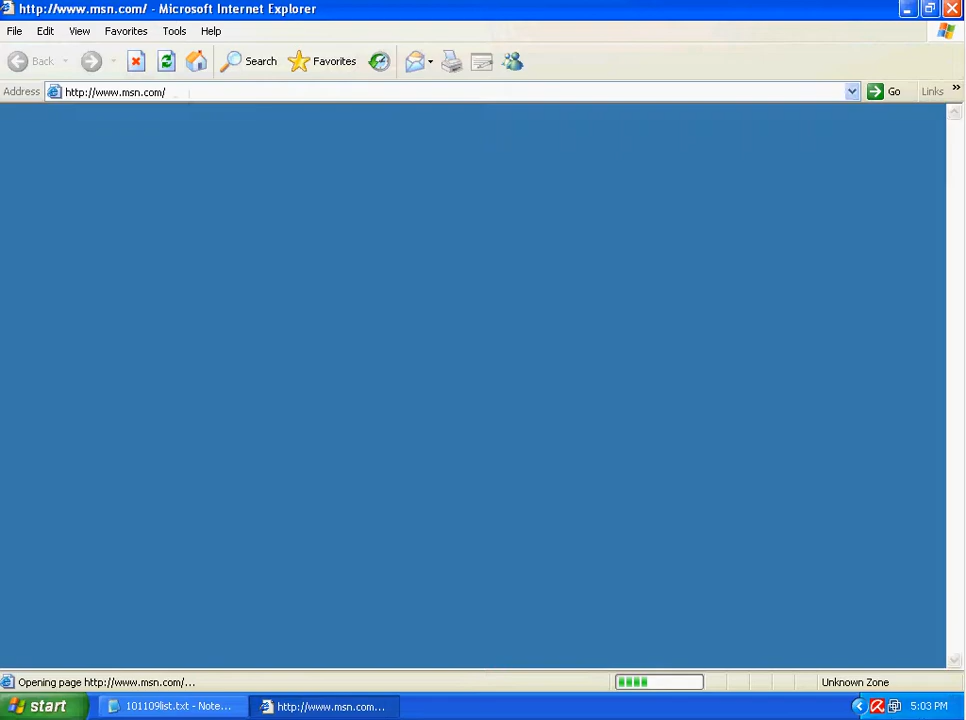 http://www.msn.com/ - Microsoft Internet Explorer
File Edit View Favorites Tools Help
Back Search Favorites
Address http://www.msn.com/ Go Links »
Opening page http://www.msn.com/... Unknown Zone
start 101109list.txt - Note... http://www.msn.com... 5:03 PM